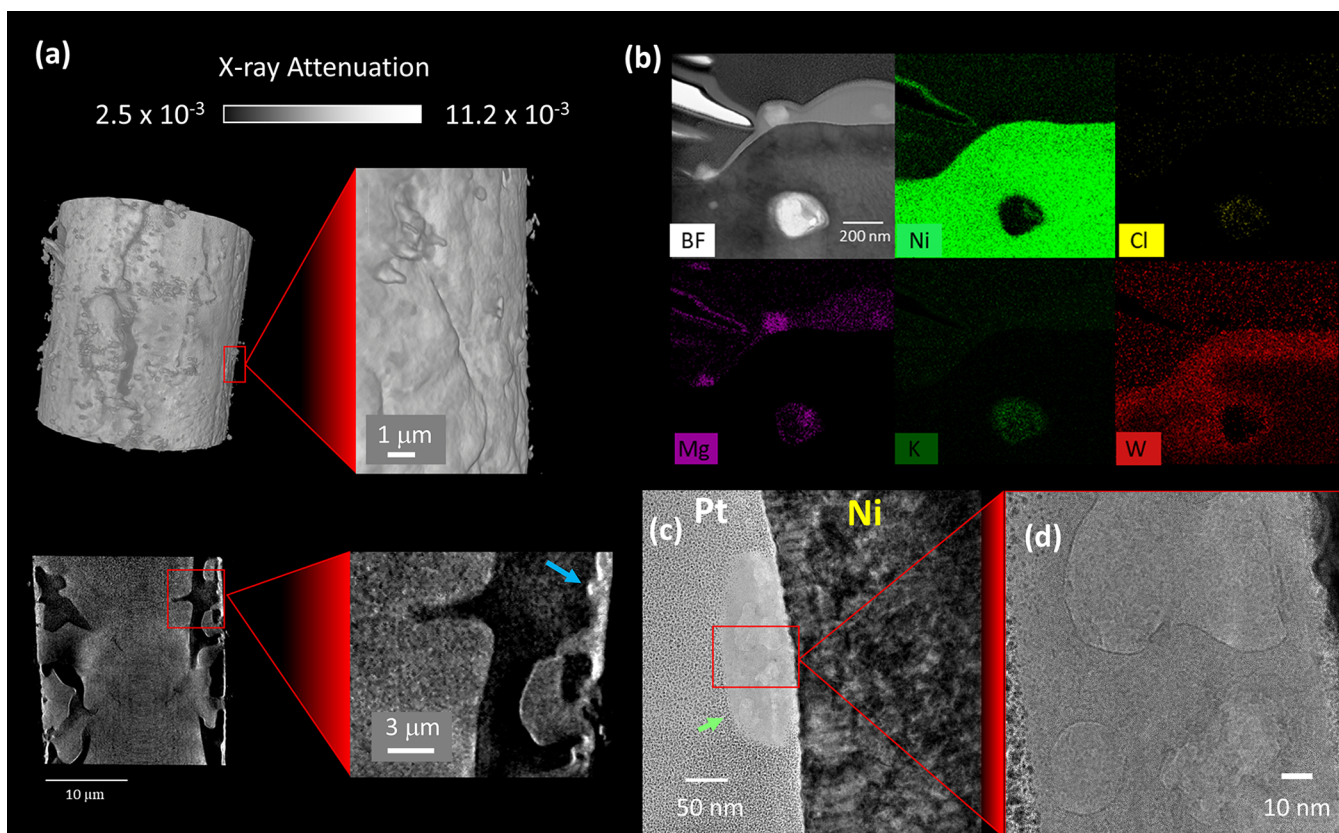 (a)
X-ray Attenuation
2.5 x 10⁻³ 11.2 x 10⁻³
1 μm
10 μm
3 μm
(b)
BF
200 nm
Ni
Cl
Mg
K
W
(c)
Pt
Ni
50 nm
(d)
10 nm